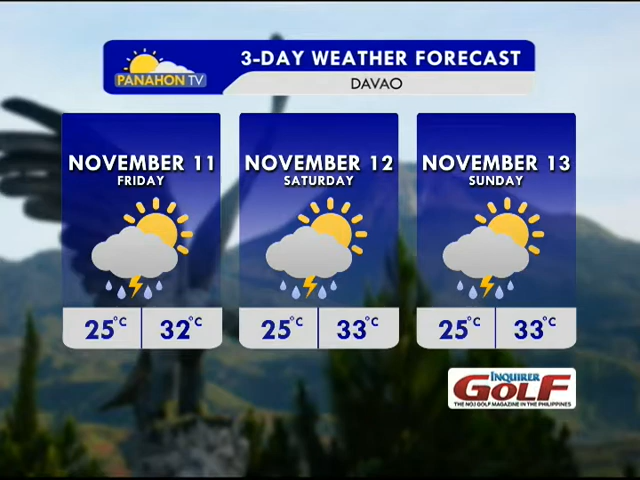 PANAHON TV
3-DAY WEATHER FORECAST
DAVAO
NOVEMBER 11
FRIDAY
25°C 32°C
NOVEMBER 12
SATURDAY
25°C 33°C
NOVEMBER 13
SUNDAY
25°C 33°C
INQUIRER
GOLF
THE NO.1 GOLF MAGAZINE IN THE PHILIPPINES